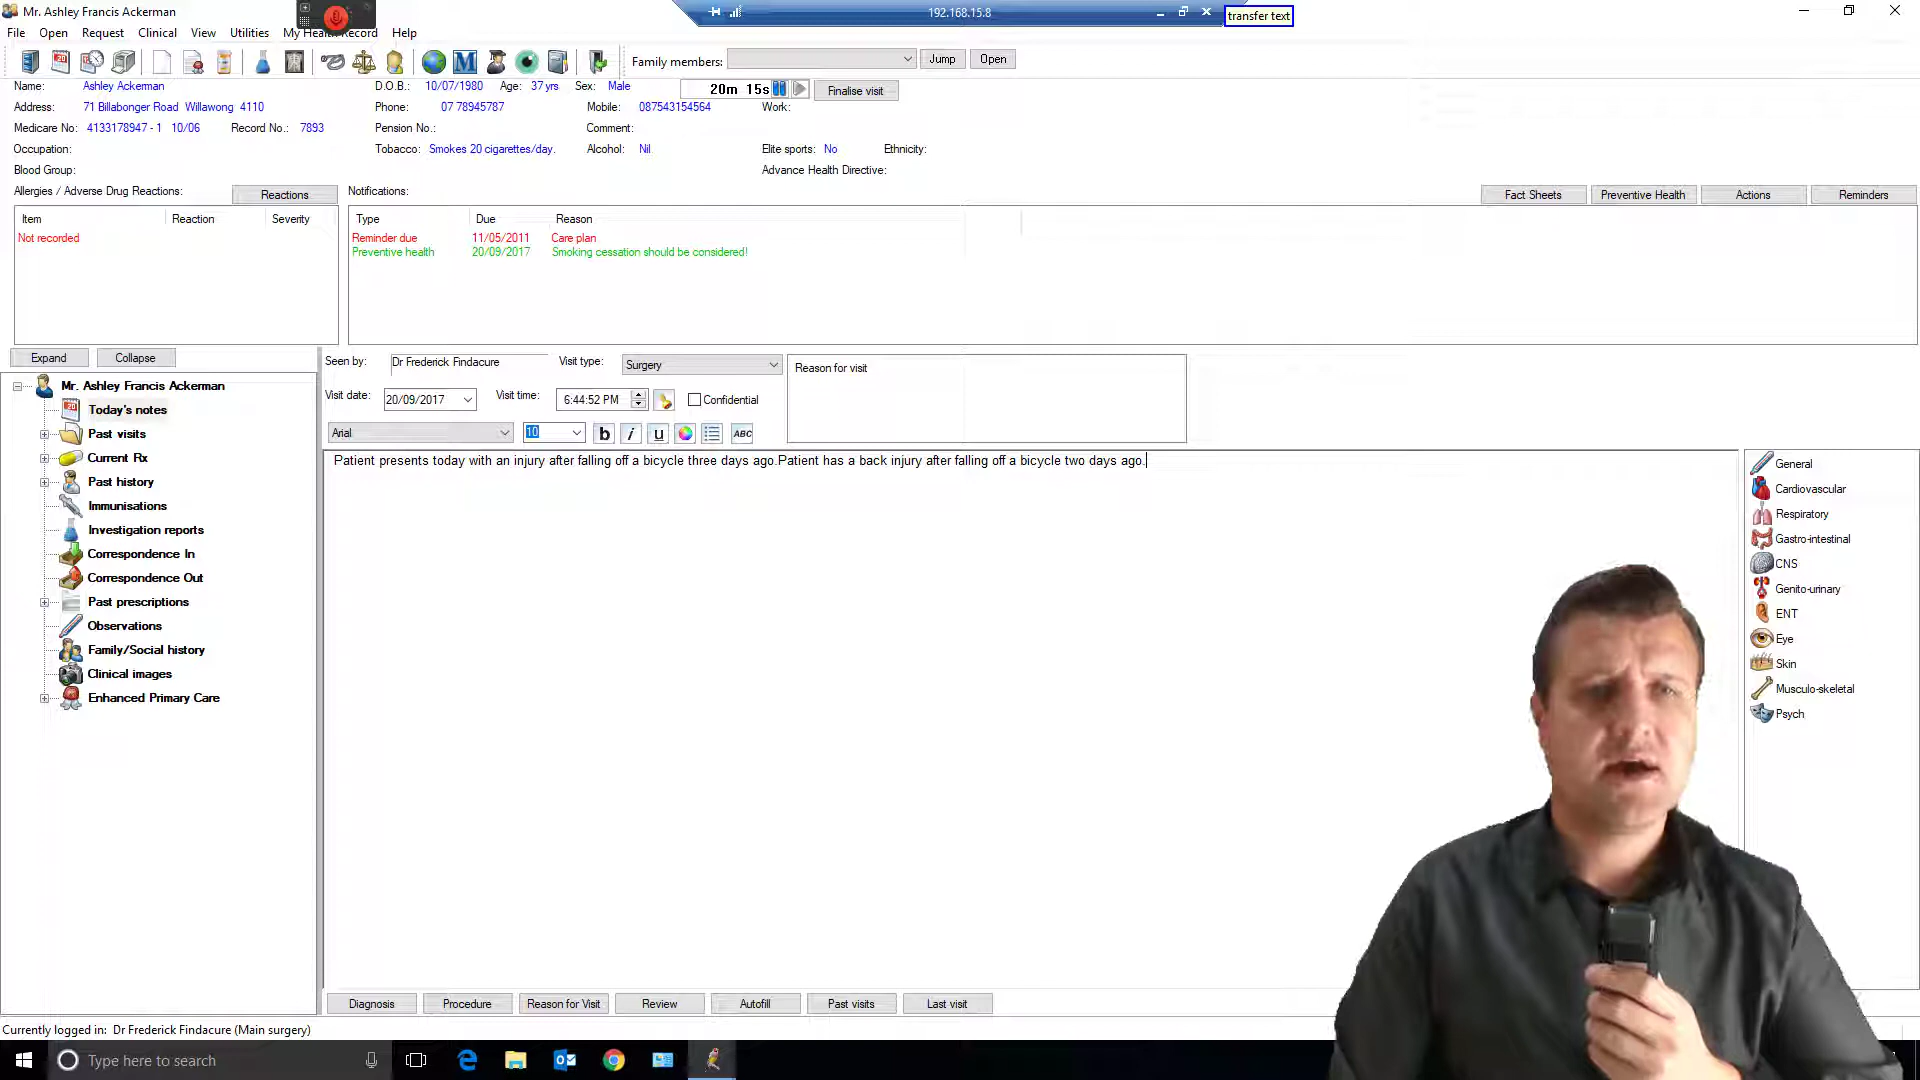 Mr. Ashley Francis Ackerman
192.168.15.8
transfer text
File Open Request Clinical View Utilities My Health Record Help
Family members: Jump Open
Name: Ashley Ackerman D.O.B.: 10/07/1980 Age: 37 yrs Sex: Male 20m 15s Finalise visit
Address: 71 Billabonger Road Willawong 4110 Phone: 07 78945787 Mobile: 087543154564 Work:
Medicare No: 4133178947 - 1 10/06 Record No.: 7893 Pension No.: Comment:
Occupation: Tobacco: Smokes 20 cigarettes/day. Alcohol: Nil. Elite sports: No Ethnicity:
Blood Group: Advance Health Directive:
Allergies / Adverse Drug Reactions: Reactions Notifications: Fact Sheets Preventive Health Actions Reminders
Item Reaction Severity Type Due Reason
Not recorded Reminder due 11/05/2011 Care plan
Preventive health 20/09/2017 Smoking cessation should be considered!
Expand Collapse
Seen by: Dr Frederick Findacure Visit type: Surgery Reason for visit
Visit date: 20/09/2017 Visit time: 6:44:52 PM Confidential
Arial 10 b i u ABC
Patient presents today with an injury after falling off a bicycle three days ago.Patient has a back injury after falling off a bicycle two days ago.
Mr. Ashley Francis Ackerman
Today's notes
Past visits
Current Rx
Past history
Immunisations
Investigation reports
Correspondence In
Correspondence Out
Past prescriptions
Observations
Family/Social history
Clinical images
Enhanced Primary Care
General
Cardiovascular
Respiratory
Gastro-intestinal
CNS
Genito-urinary
ENT
Eye
Skin
Musculo-skeletal
Psych
Diagnosis Procedure Reason for Visit Review Autofill Past visits Last visit
Currently logged in: Dr Frederick Findacure (Main surgery)
Type here to search